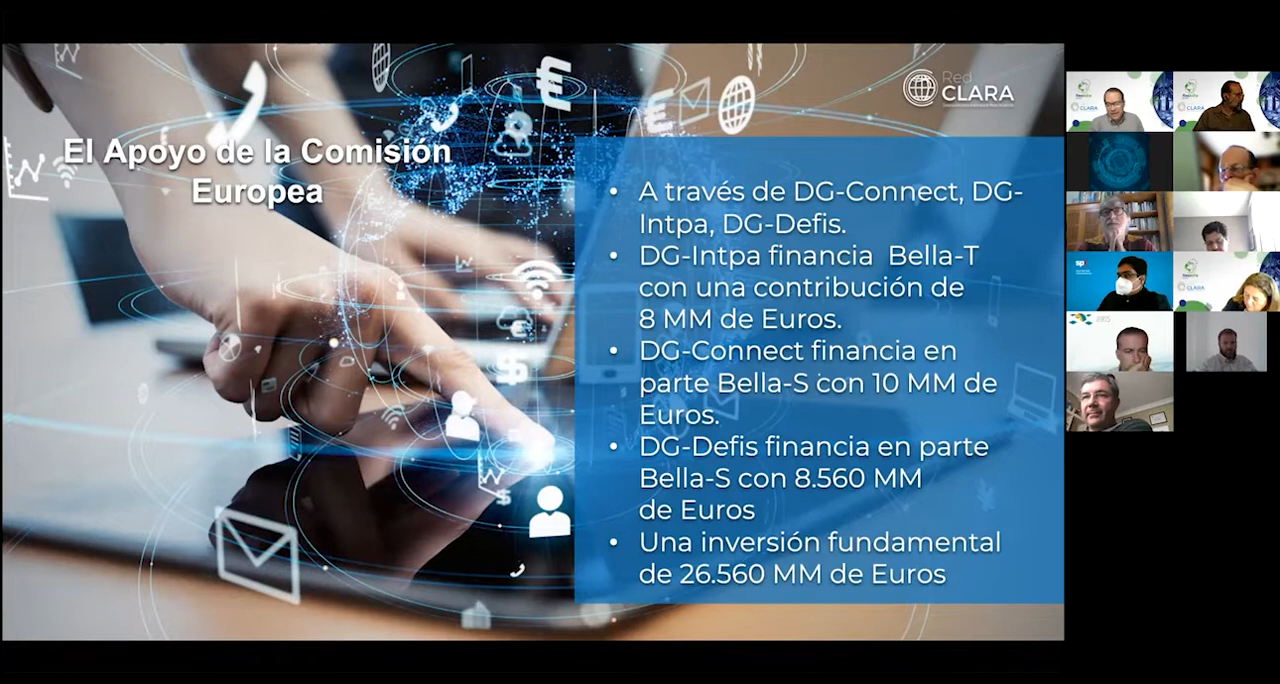 El Apoyo de la Comisión
Europea
Red
CLARA
• A través de DG-Connect, DG-
Intpa, DG-Defis.
• DG-Intpa financia Bella-T
con una contribución de
8 MM de Euros.
• DG-Connect financia en
parte Bella-S con 10 MM de
Euros.
• DG-Defis financia en parte
Bella-S con 8.560 MM
de Euros
• Una inversión fundamental
de 26.560 MM de Euros
CLARA
CLARA
CLARA